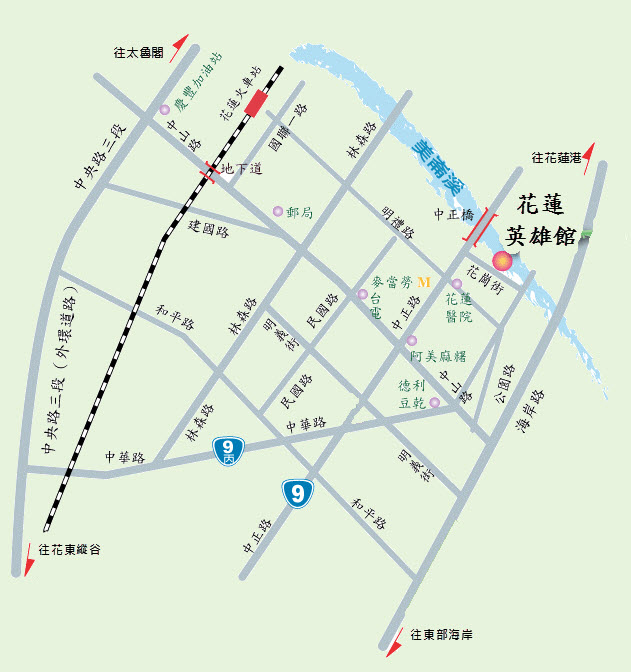 往太魯閣
慶豐加油站
花蓮火車站
中山路
國聯一路
林森路
中央路三段
地下道
美崙溪
往花蓮港
郵局
明禮路
中正橋
花蓮
英雄館
建國路
花崗街
麥當勞 M
台電
花蓮
醫院
中正路
民國路
和平路
林森路
明義街
中央路三段（外環道路）
阿美麻糬
中山路
公園路
德利
豆乾
民國路
海岸路
林森路
中華路
中華路
9
丙
明義街
9
和平路
中正路
往花東縱谷
往東部海岸